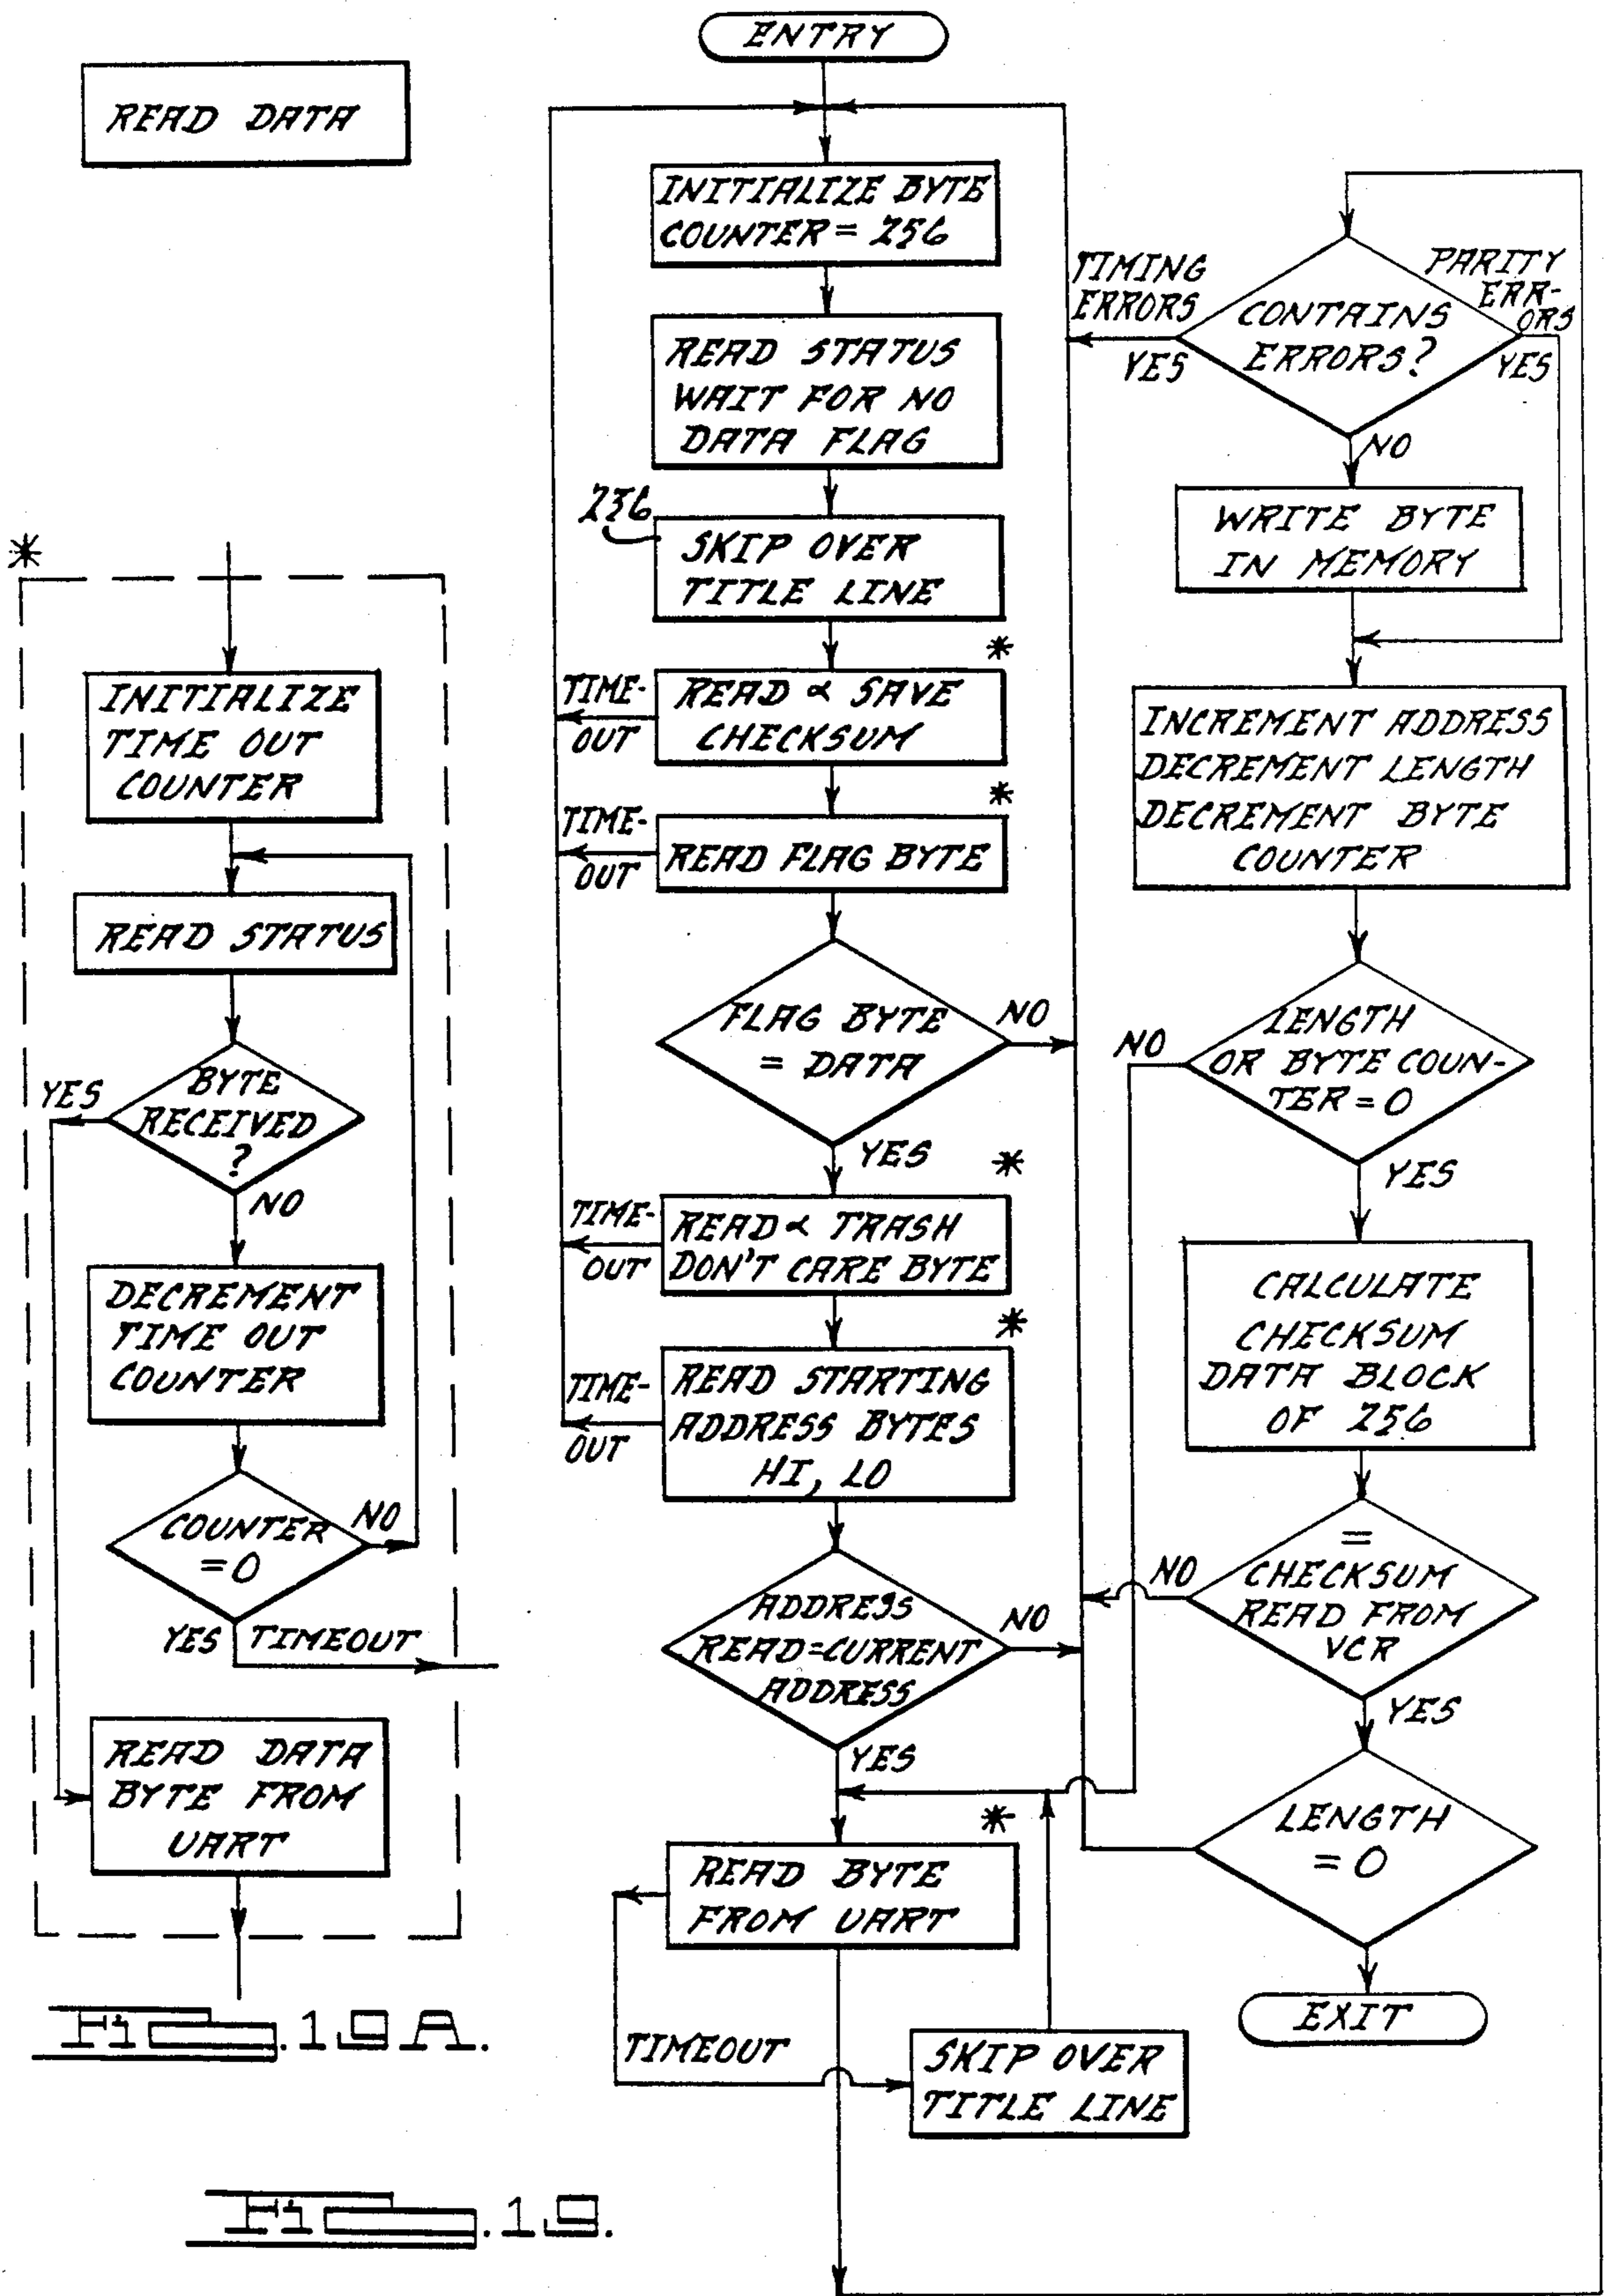 READ DATA
*
INITIALIZE
TIME OUT
COUNTER
READ STATUS
BYTE
RECEIVED
?
YES
NO
DECREMENT
TIME OUT
COUNTER
COUNTER
=0
NO
YES TIMEOUT
READ DATA
BYTE FROM
UART
FIG. 19A.
ENTRY
INITIALIZE BYTE
COUNTER = 256
READ STATUS
WAIT FOR NO
DATA FLAG
236
SKIP OVER
TITLE LINE
*
READ & SAVE
CHECKSUM
TIME-
OUT
*
READ FLAG BYTE
TIME-
OUT
FLAG BYTE
= DATA
NO
YES
*
READ & TRASH
DON'T CARE BYTE
TIME-
OUT
*
READ STARTING
ADDRESS BYTES
HI, LO
TIME-
OUT
ADDRESS
READ=CURRENT
ADDRESS
NO
YES
*
READ BYTE
FROM UART
TIMEOUT
SKIP OVER
TITLE LINE
CONTAINS
ERRORS?
TIMING
ERRORS
YES
PARITY
ERR-
ORS
YES
NO
WRITE BYTE
IN MEMORY
INCREMENT ADDRESS
DECREMENT LENGTH
DECREMENT BYTE
COUNTER
LENGTH
OR BYTE COUN-
TER=0
NO
YES
CALCULATE
CHECKSUM
DATA BLOCK
OF 256
=
CHECKSUM
READ FROM
VCR
NO
YES
LENGTH
=0
EXIT
FIG. 19.